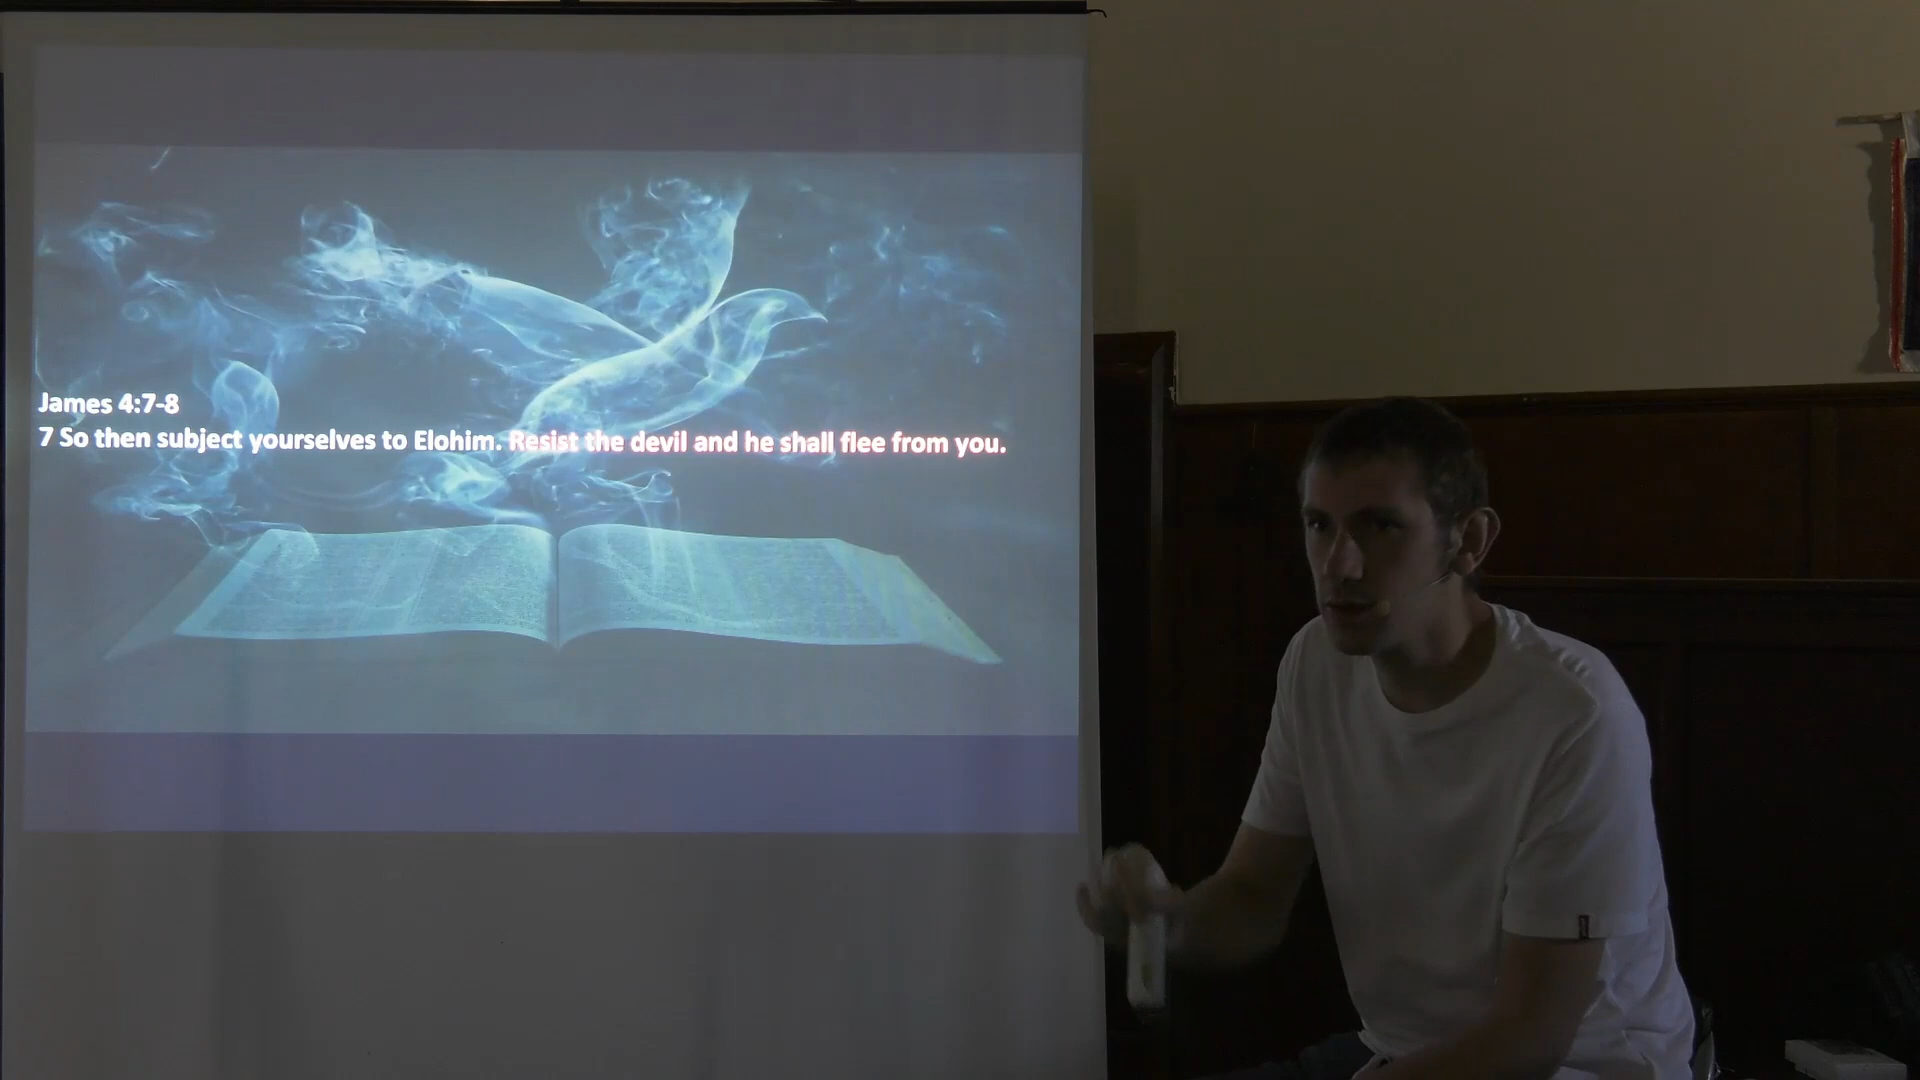 James 4:7-8
7 So then subject yourselves to Elohim. Resist the devil and he shall flee from you.